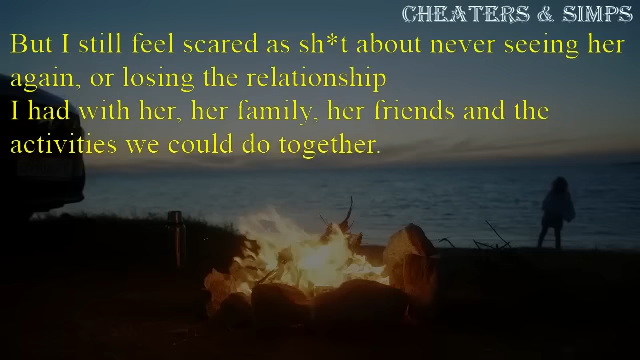 CHEATERS & SIMPS
But I still feel scared as sh*t about never seeing her
again, or losing the relationship
I had with her, her family, her friends and the
activities we could do together.